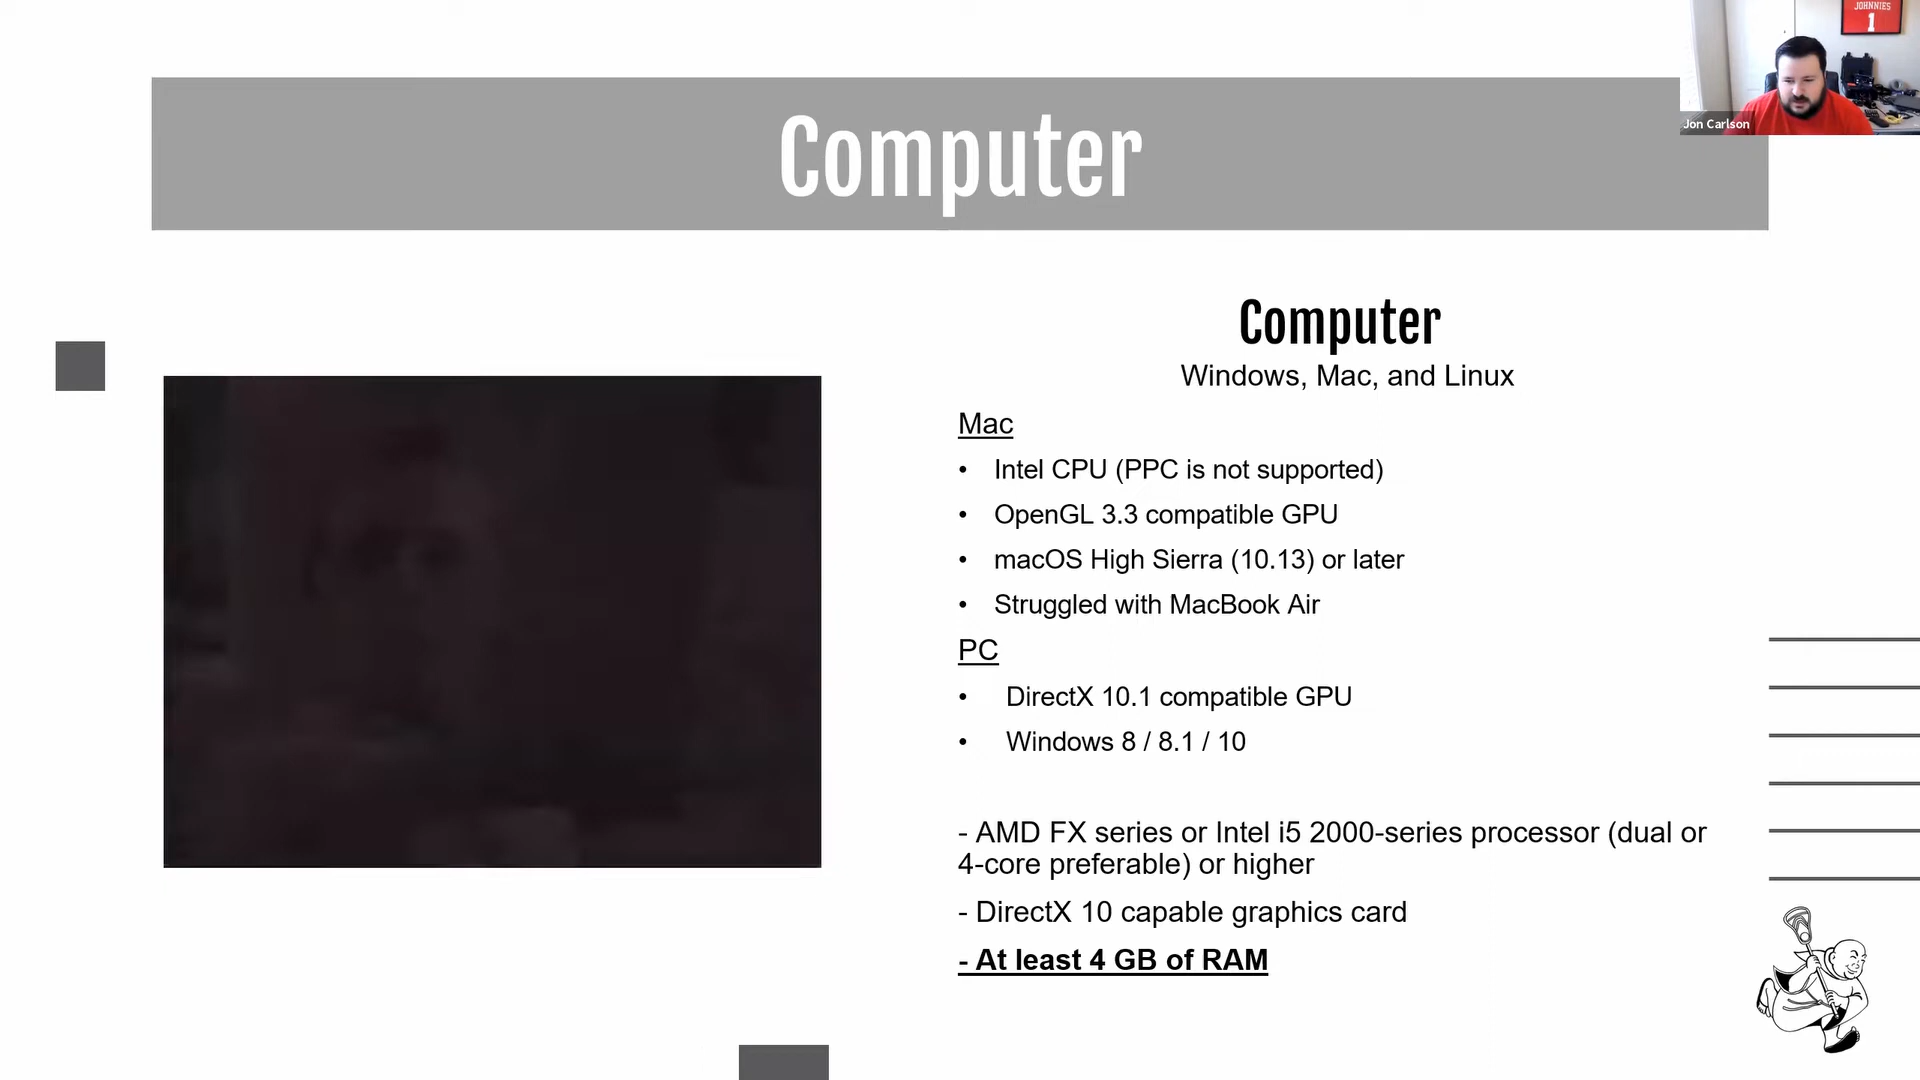 JOHNNIES
1
Jon Carlson
Computer
Computer
Windows, Mac, and Linux
Mac
• Intel CPU (PPC is not supported)
• OpenGL 3.3 compatible GPU
• macOS High Sierra (10.13) or later
• Struggled with MacBook Air
PC
• DirectX 10.1 compatible GPU
• Windows 8 / 8.1 / 10
- AMD FX series or Intel i5 2000-series processor (dual or
4-core preferable) or higher
- DirectX 10 capable graphics card
- At least 4 GB of RAM